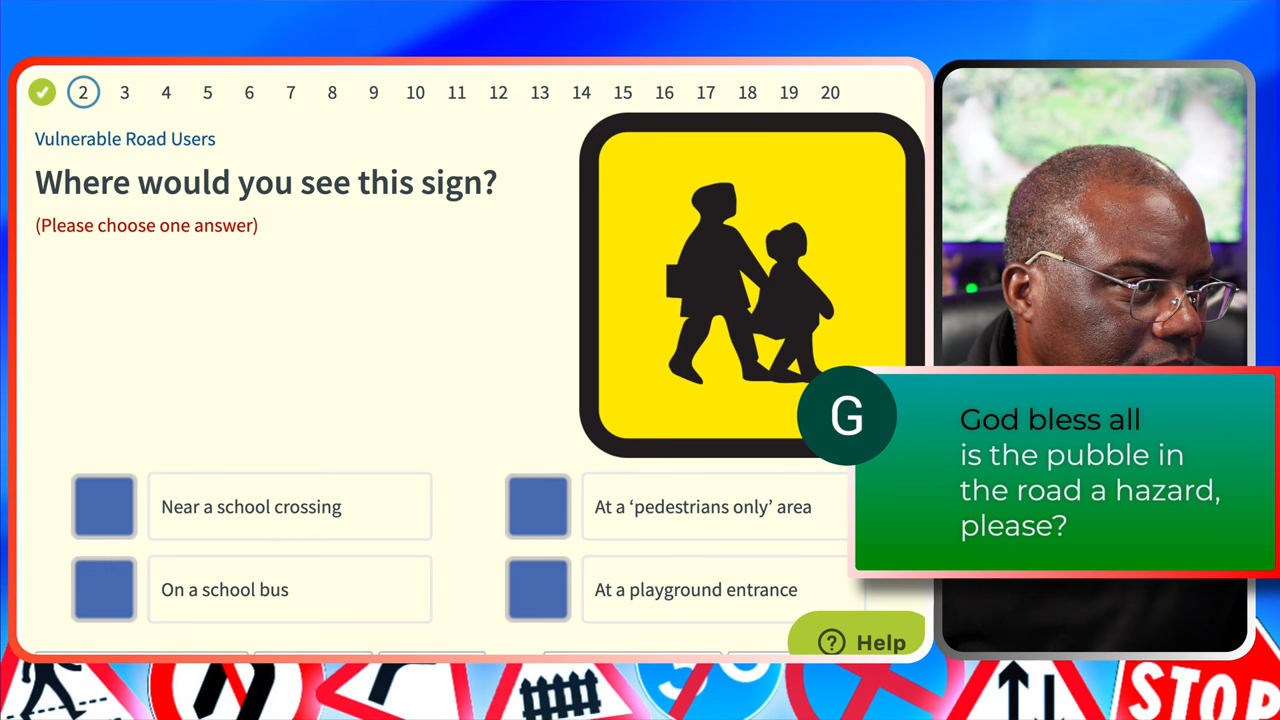 2 3 4 5 6 7 8 9 10 11 12 13 14 15 16 17 18 19 20
Vulnerable Road Users
Where would you see this sign?
(Please choose one answer)
G
God bless all
is the pubble in
the road a hazard,
please?
Near a school crossing
At a ‘pedestrians only’ area
On a school bus
At a playground entrance
? Help
STOP